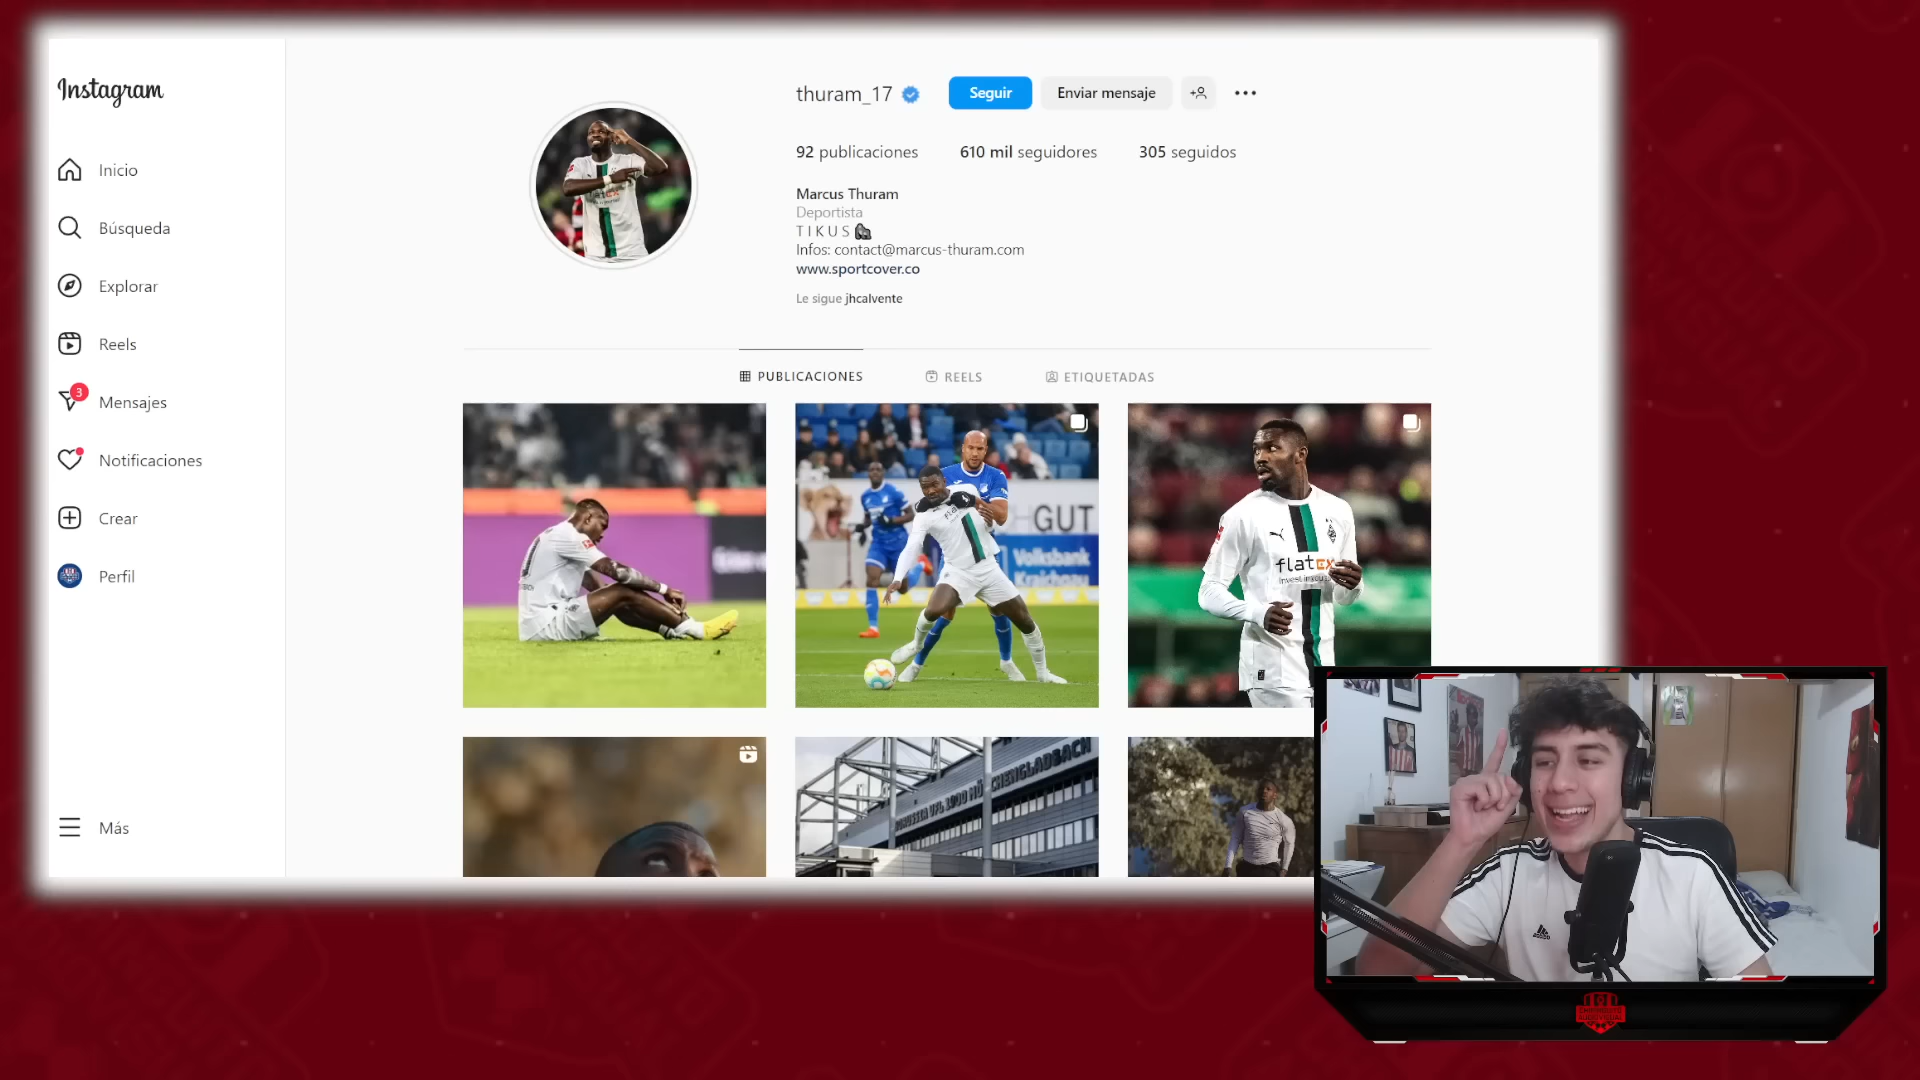 Instagram
Inicio
Búsqueda
Explorar
Reels
3
Mensajes
Notificaciones
Crear
Perfil
Más
thuram_17
Seguir
Enviar mensaje
92 publicaciones
610 mil seguidores
305 seguidos
Marcus Thuram
Deportista
T I K U S
Infos: contact@marcus-thuram.com
www.sportcover.co
Le sigue jhcalvente
PUBLICACIONES
REELS
ETIQUETADAS
GUT
Volksbank
Kraichgau
flatex
adidas